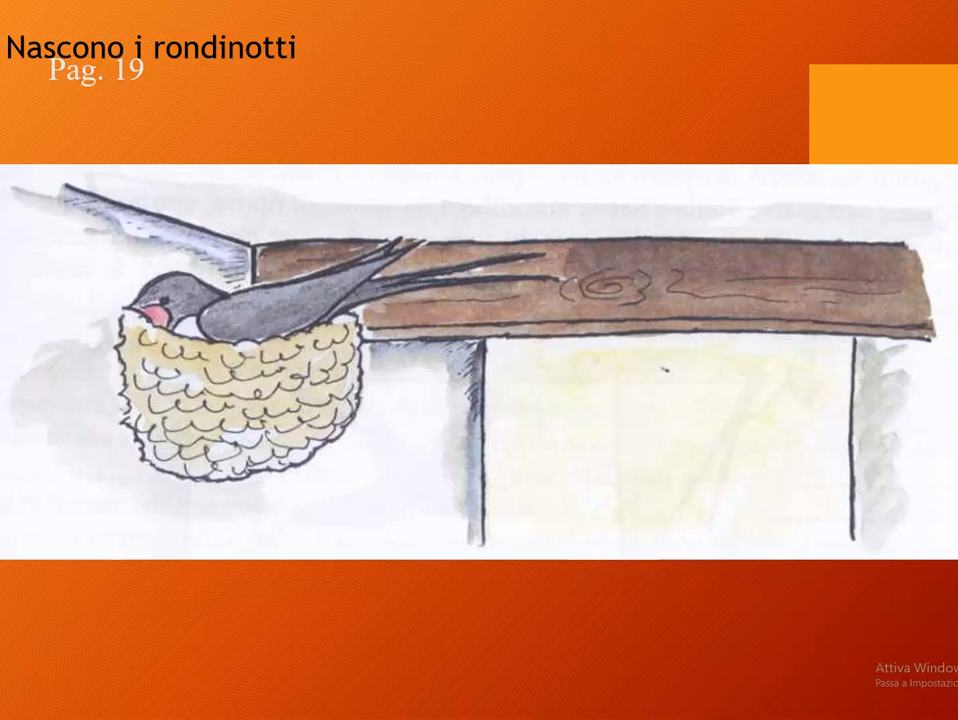 Nascono i rondinotti
Pag. 19
Attiva Window
Passa a Impostazio